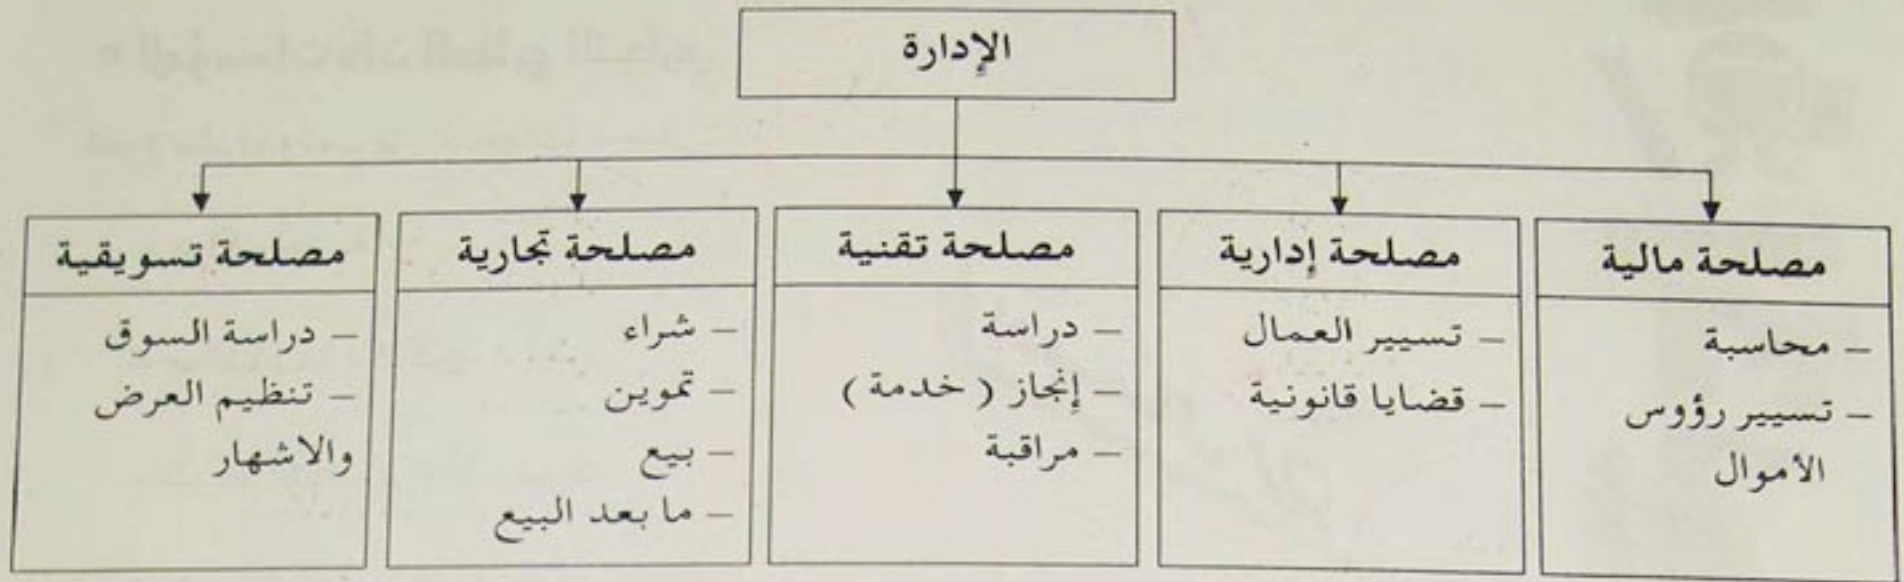 الإدارة
مصلحة مالية
– محاسبة
– تسيير رؤوس
الأموال
مصلحة إدارية
– تسيير العمال
– قضايا قانونية
مصلحة تقنية
– دراسة
– إنجاز ( خدمة )
– مراقبة
مصلحة تجارية
– شراء
– تموين
– بيع
– ما بعد البيع
مصلحة تسويقية
– دراسة السوق
– تنظيم العرض
والاشهار